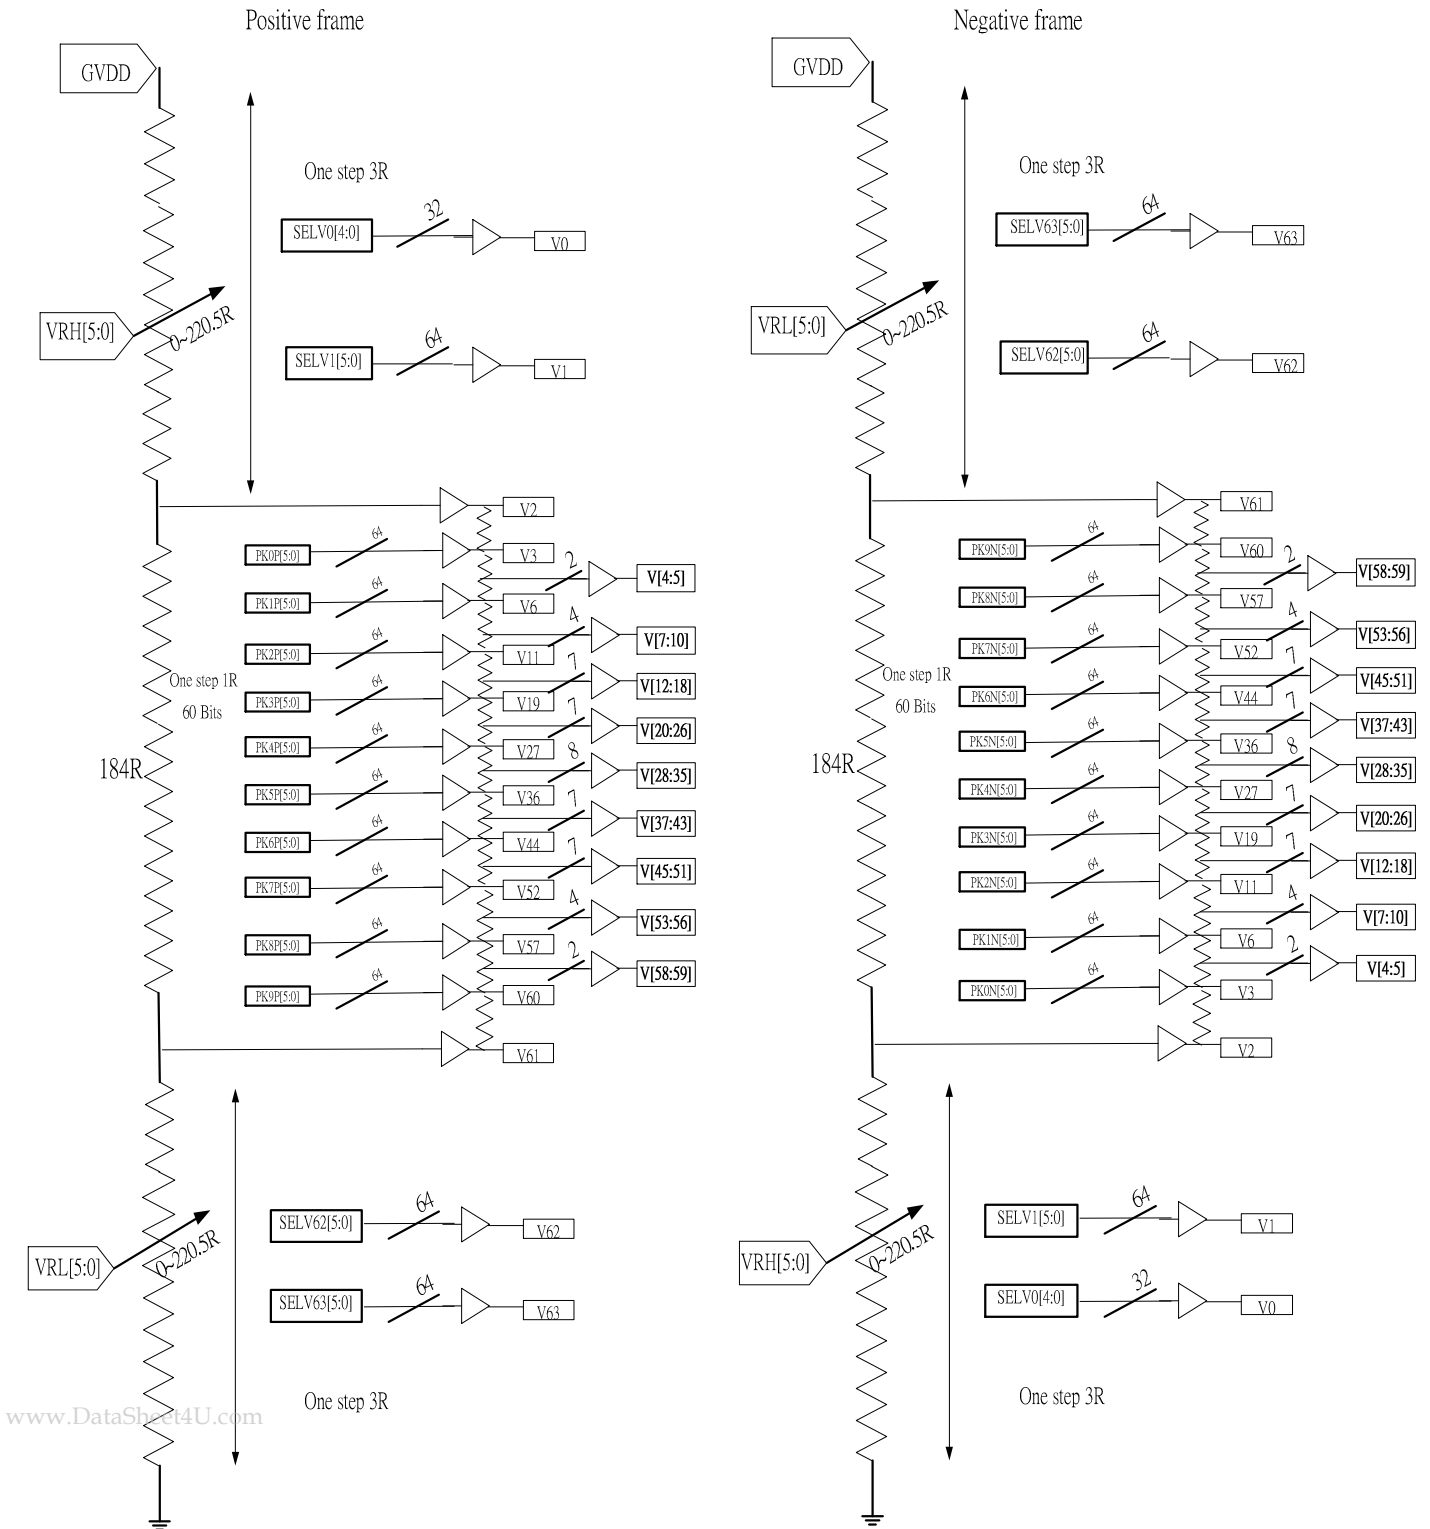 Positive frame
GVDD
One step 3R
SELV0[4:0]
32
V0
VRH[5:0]
0~220.5R
SELV1[5:0]
64
V1
V2
PK0P[5:0]
64
V3
2
V[4:5]
PK1P[5:0]
64
V6
4
V[7:10]
PK2P[5:0]
64
V11
7
V[12:18]
One step 1R
60 Bits
PK3P[5:0]
64
V19
7
V[20:26]
184R
PK4P[5:0]
64
V27
8
V[28:35]
PK5P[5:0]
64
V36
7
V[37:43]
PK6P[5:0]
64
V44
7
V[45:51]
PK7P[5:0]
64
V52
4
V[53:56]
PK8P[5:0]
64
V57
2
V[58:59]
PK9P[5:0]
64
V60
V61
SELV62[5:0]
64
V62
VRL[5:0]
0~220.5R
SELV63[5:0]
64
V63
One step 3R
www.DataSheet4U.com
Negative frame
GVDD
One step 3R
SELV63[5:0]
64
V63
VRL[5:0]
0~220.5R
SELV62[5:0]
64
V62
V61
PK9N[5:0]
64
V60
2
V[58:59]
PK8N[5:0]
64
V57
4
V[53:56]
PK7N[5:0]
64
V52
7
V[45:51]
One step 1R
60 Bits
PK6N[5:0]
64
V44
7
V[37:43]
184R
PK5N[5:0]
64
V36
8
V[28:35]
PK4N[5:0]
64
V27
7
V[20:26]
PK3N[5:0]
64
V19
7
V[12:18]
PK2N[5:0]
64
V11
4
V[7:10]
PK1N[5:0]
64
V6
2
V[4:5]
PK0N[5:0]
64
V3
V2
SELV1[5:0]
64
V1
VRH[5:0]
0~220.5R
SELV0[4:0]
32
V0
One step 3R